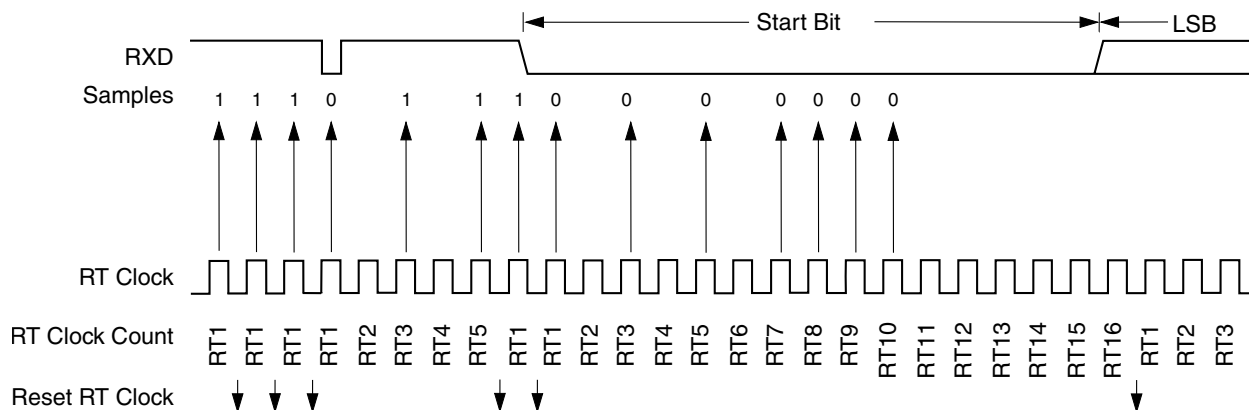 Start Bit LSB
RXD
Samples 1 1 1 0 1 1 1 0 0 0 0 0 0 0
RT Clock
RT Clock Count RT1 RT1 RT1 RT1 RT2 RT3 RT4 RT5 RT1 RT1 RT2 RT3 RT4 RT5 RT6 RT7 RT8 RT9 RT10 RT11 RT12 RT13 RT14 RT15 RT16 RT1 RT2 RT3
Reset RT Clock